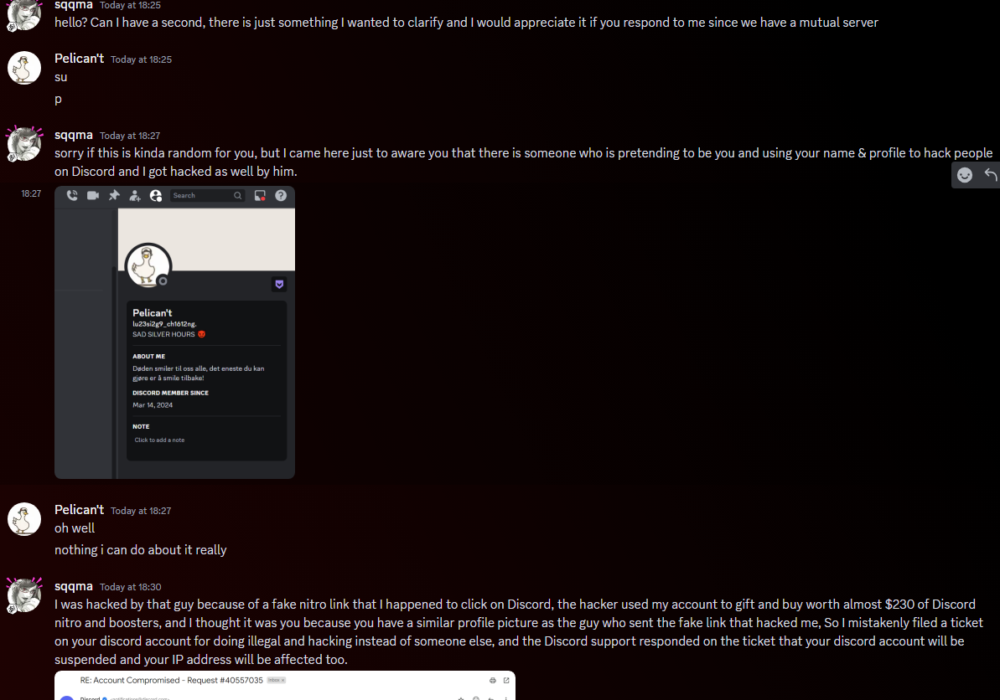 sqqma Today at 18:25
hello? Can I have a second, there is just something I wanted to clarify and I would appreciate it if you respond to me since we have a mutual server
Pelican't Today at 18:25
su
p
sqqma Today at 18:27
sorry if this is kinda random for you, but I came here just to aware you that there is someone who is pretending to be you and using your name & profile to hack people
on Discord and I got hacked as well by him.
18:27
Search
Pelican't
lu23si2g9_ch1612ng.
SAD SILVER HOURS
ABOUT ME
Døden smiler til oss alle, det eneste du kan
gjøre er å smile tilbake!
DISCORD MEMBER SINCE
Mar 14, 2024
NOTE
Click to add a note
Pelican't Today at 18:27
oh well
nothing i can do about it really
sqqma Today at 18:30
I was hacked by that guy because of a fake nitro link that I happened to click on Discord, the hacker used my account to gift and buy worth almost $230 of Discord
nitro and boosters, and I thought it was you because you have a similar profile picture as the guy who sent the fake link that hacked me, So I mistakenly filed a ticket
on your discord account for doing illegal and hacking instead of someone else, and the Discord support responded on the ticket that your discord account will be
suspended and your IP address will be affected too.
RE: Account Compromised - Request #40557035 Inbox x
Discord